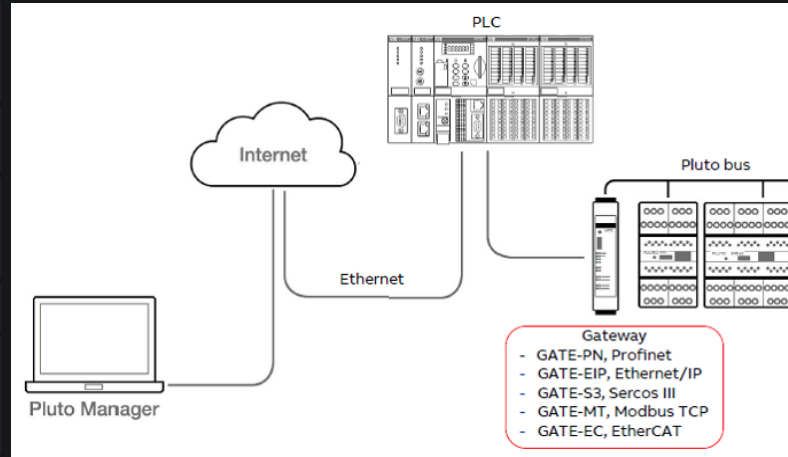 PLC
Internet
Pluto bus
Ethernet
Gateway
- GATE-PN, Profinet
- GATE-EIP, Ethernet/IP
- GATE-S3, Sercos III
- GATE-MT, Modbus TCP
- GATE-EC, EtherCAT
Pluto Manager